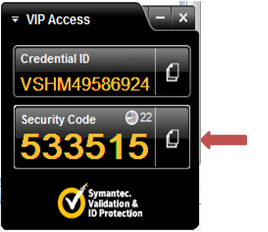 VIP Access
Credential ID
VSHM49586924
Security Code 22
533515
Symantec.
Validation &
ID Protection